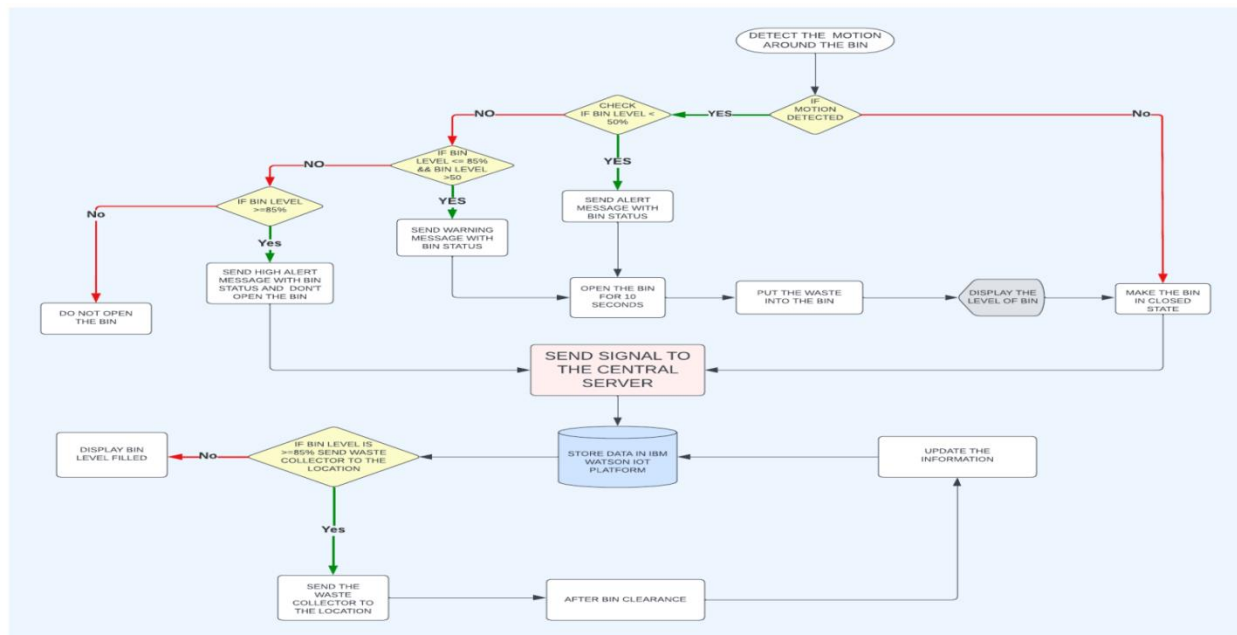 DETECT THE MOTION
AROUND THE BIN
IF
MOTION
DETECTED
YES
No
CHECK
IF BIN LEVEL <
50%
NO
YES
IF BIN
LEVEL <= 85%
&& BIN LEVEL
>50
NO
YES
SEND ALERT
MESSAGE WITH
BIN STATUS
IF BIN LEVEL
>=85%
No
Yes
SEND WARNING
MESSAGE WITH
BIN STATUS
SEND HIGH ALERT
MESSAGE WITH BIN
STATUS AND DON'T
OPEN THE BIN
DO NOT OPEN
THE BIN
OPEN THE BIN
FOR 10
SECONDS
PUT THE WASTE
INTO THE BIN
DISPLAY THE
LEVEL OF BIN
MAKE THE BIN
IN CLOSED
STATE
SEND SIGNAL TO
THE CENTRAL
SERVER
STORE DATA IN IBM
WATSON IOT
PLATFORM
IF BIN LEVEL IS
>=85% SEND WASTE
COLLECTOR TO THE
LOCATION
No
DISPLAY BIN
LEVEL FILLED
Yes
UPDATE THE
INFORMATION
SEND THE
WASTE
COLLECTOR TO
THE LOCATION
AFTER BIN CLEARANCE